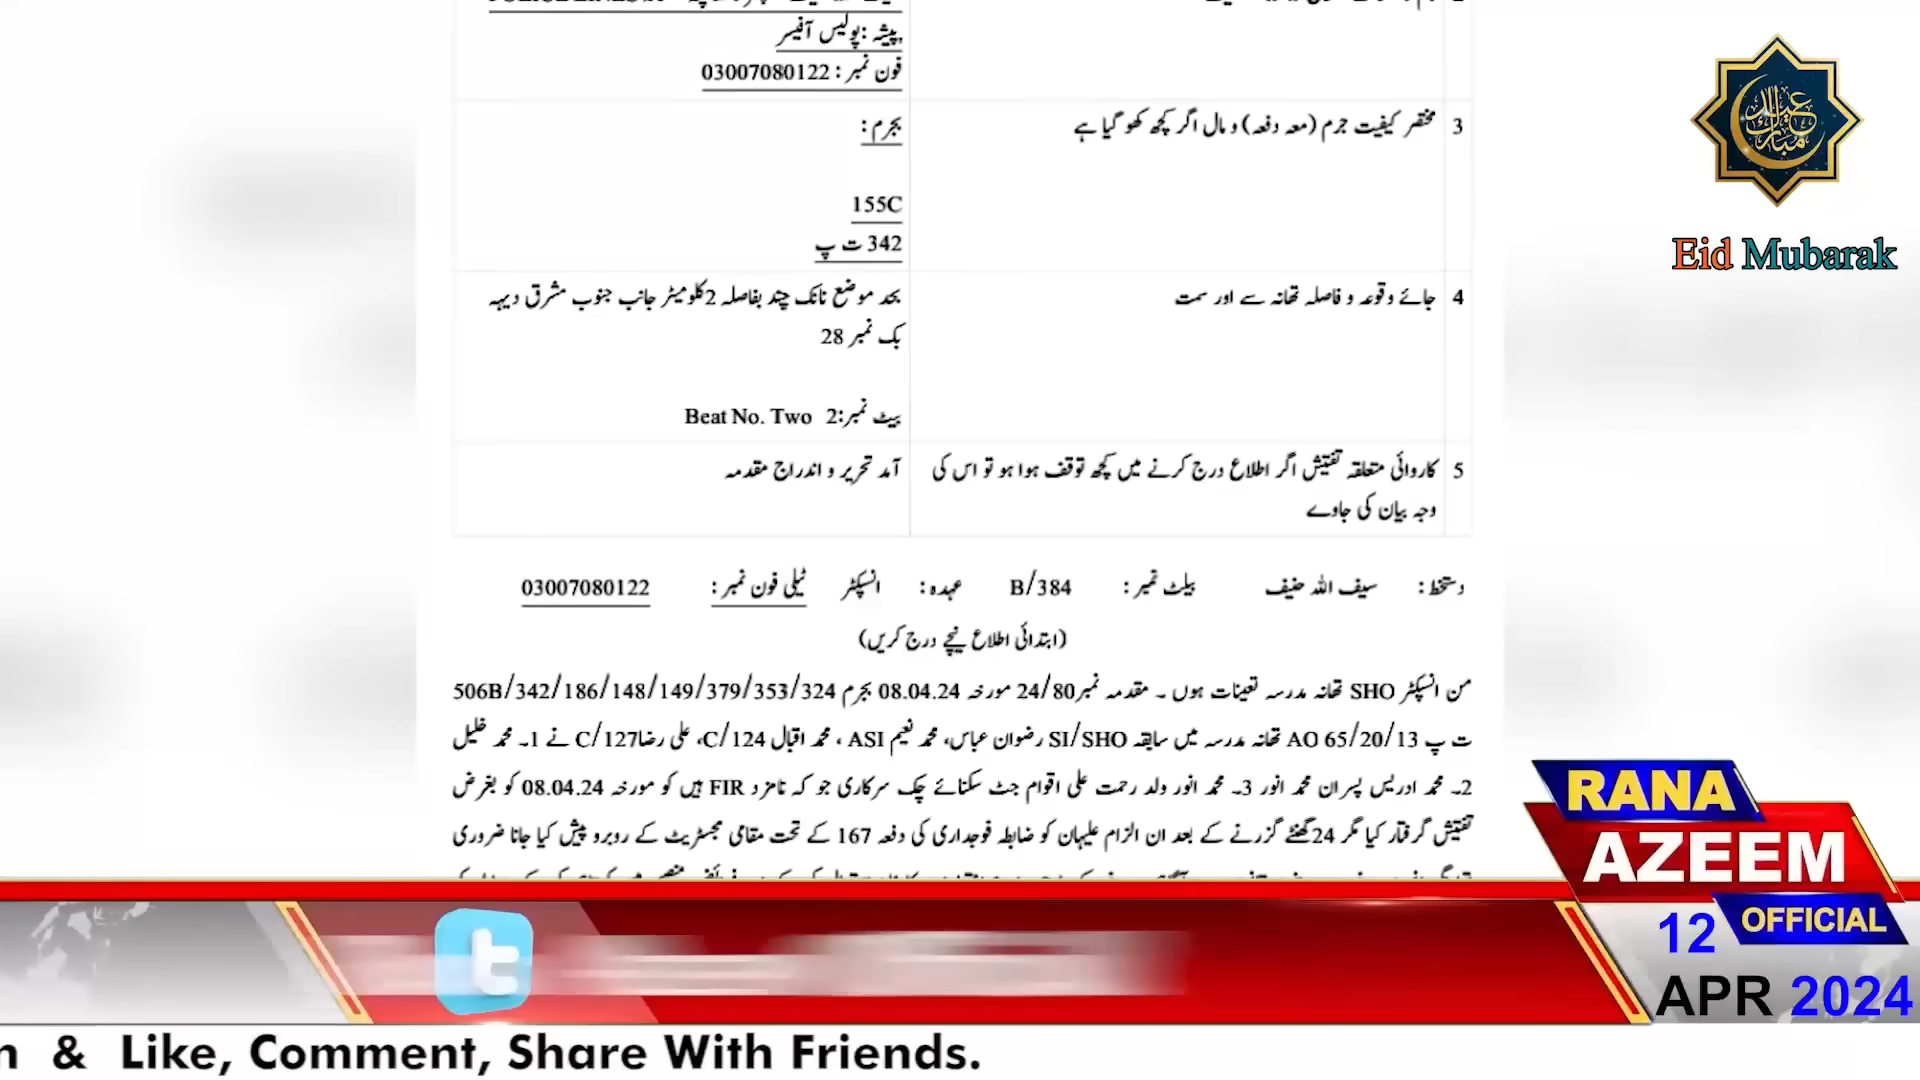 پیشہ : پولیس آفیسر,
فون نمبر : 03007080122
3 مختصر کیفیت جرم (معہ دفعہ) و مال اگر کچھ کھو گیا ہے
بجرم :
155C
342 ت پ
4 جائے وقوعہ و فاصلہ تھانہ سے اور سمت
بحد موضع نانک چند بفاصلہ 2کلومیٹر جانب جنوب مشرق دیہہ
بک نمبر 28
بیٹ نمبر:2 Beat No. Two
5 کاروائی متعلقہ تفتیش اگر اطلاع درج کرنے میں کچھ توقف ہوا ہو تو اس کی
وجہ بیان کی جاوے
آمد تحریر و اندراج مقدمہ
دستخط : سیف اللہ حنیف بیلٹ نمبر : 384/B عہدہ : انسپکٹر ٹیلی فون نمبر : 03007080122
(ابتدائی اطلاع نیچے درج کریں)
من انسپکٹر SHO تھانہ مدرسہ تعینات ہوں ۔ مقدمہ نمبر24/80 مورخہ 08.04.24 بجرم 506B/342/186/148/149/379/353/324
ت پ 13/20/65 AO تھانہ مدرسہ میں سابقہ SI/SHO رضوان عباس، محمد نعیم ASI ، محمد اقبال 124/C، علی رضا127/C نے 1۔ محمد خلیل
2۔ محمد ادریس پسران محمد انور 3۔ محمد انور ولد رحمت علی اقوام جٹ سکنائے چک سرکاری جو کہ نامزد FIR ہیں کو مورخہ 08.04.24 کو بغرض
تفتیش گرفتار کیا مگر 24گھنٹے گزرنے کے بعد ان الزام علیہان کو ضابطہ فوجداری کی دفعہ 167 کے تحت مقامی مجسٹریٹ کے روبرو پیش کیا جانا ضروری
عيد مبارك
Eid Mubarak
RANA
AZEEM
OFFICIAL
12
APR 2024
n & Like, Comment, Share With Friends.